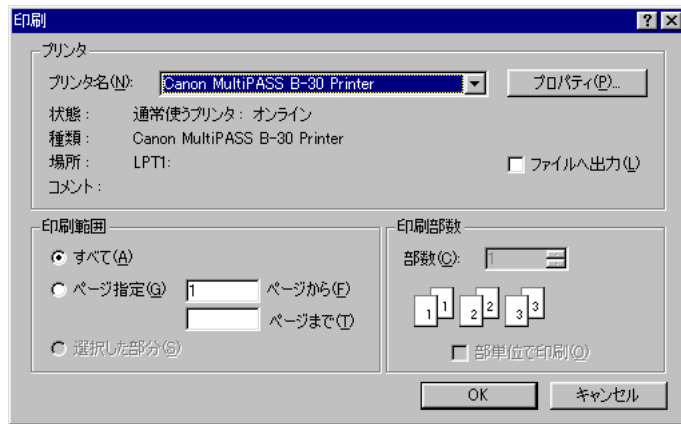 印刷
プリンタ
プリンタ名(N): Canon MultiPASS B-30 Printer プロパティ(P)...
状態： 通常使うプリンタ： オンライン
種類： Canon MultiPASS B-30 Printer
場所： LPT1: ファイルへ出力(L)
コメント：
印刷範囲
すべて(A)
ページ指定(G) 1 ページから(F)
ページまで(T)
選択した部分(S)
印刷部数
部数(C): 1
1 1 2 2 3 3
部単位で印刷(O)
OK キャンセル